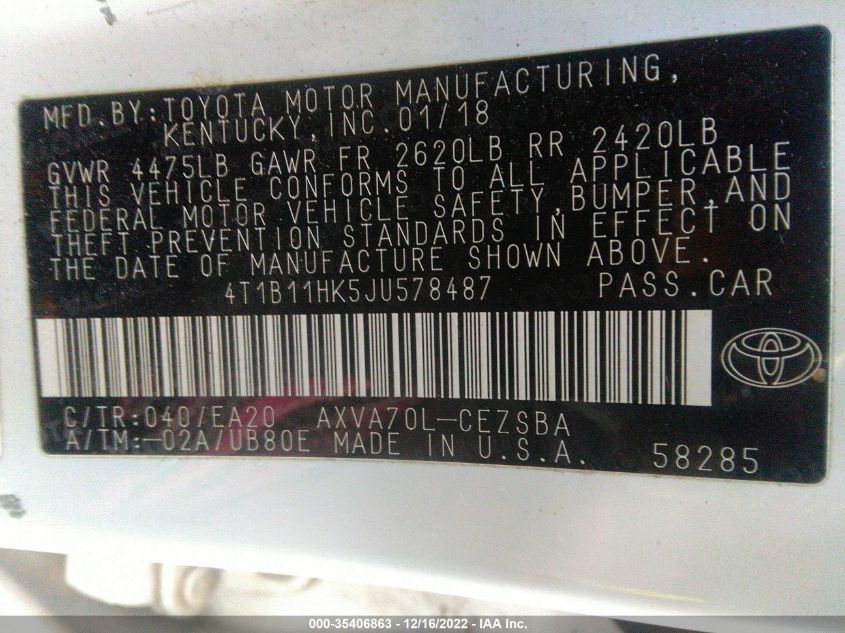 MFD.BY:TOYOTA MOTOR MANUFACTURING,
KENTUCKY,INC.01/18
GVWR 4475LB GAWR FR 2620LB RR 2420LB
THIS VEHICLE CONFORMS TO ALL APPLICABLE
FEDERAL MOTOR VEHICLE SAFETY,BUMPER,AND
THEFT PREVENTION STANDARDS IN EFFECT ON
THE DATE OF MANUFACTURE SHOWN ABOVE.
4T1B11HK5JU578487 PASS.CAR
C/TR:040/EA20 AXVA70L-CEZSBA
A/TM:-02A/UB80E MADE IN U.S.A. 58285
000-35406863 - 12/16/2022 - IAA Inc.